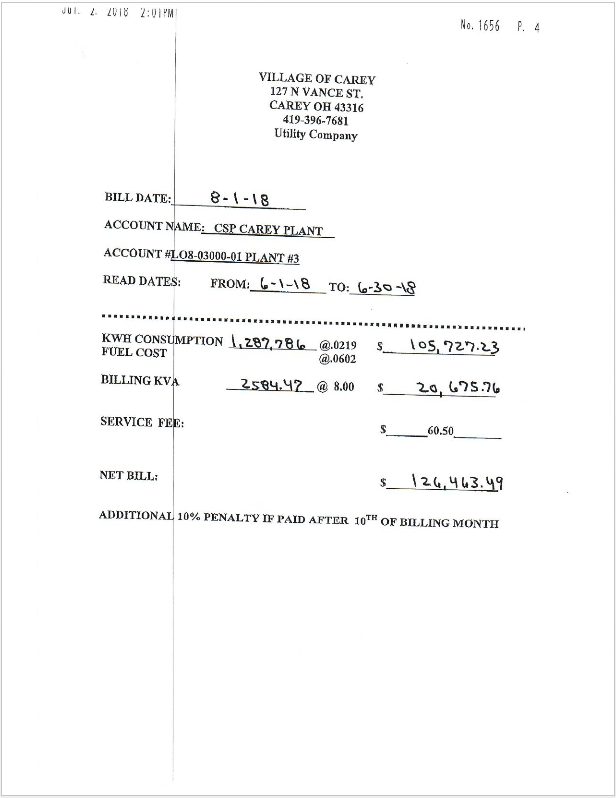 JUL. 2. 2018 2:01PM
No. 1656 P. 4
VILLAGE OF CAREY
127 N VANCE ST.
CAREY OH 43316
419-396-7681
Utility Company
BILL DATE: 8-1-18
ACCOUNT NAME: CSP CAREY PLANT
ACCOUNT #LO8-03000-01 PLANT #3
READ DATES: FROM: 6-1-18 TO: 6-30-18
KWH CONSUMPTION 1,287,786 @.0219 $ 105,727.23
FUEL COST @.0602
BILLING KVA 2584.47 @ 8.00 $ 20,675.76
SERVICE FEE: $ 60.50
NET BILL: $ 126,463.49
ADDITIONAL 10% PENALTY IF PAID AFTER 10TH OF BILLING MONTH